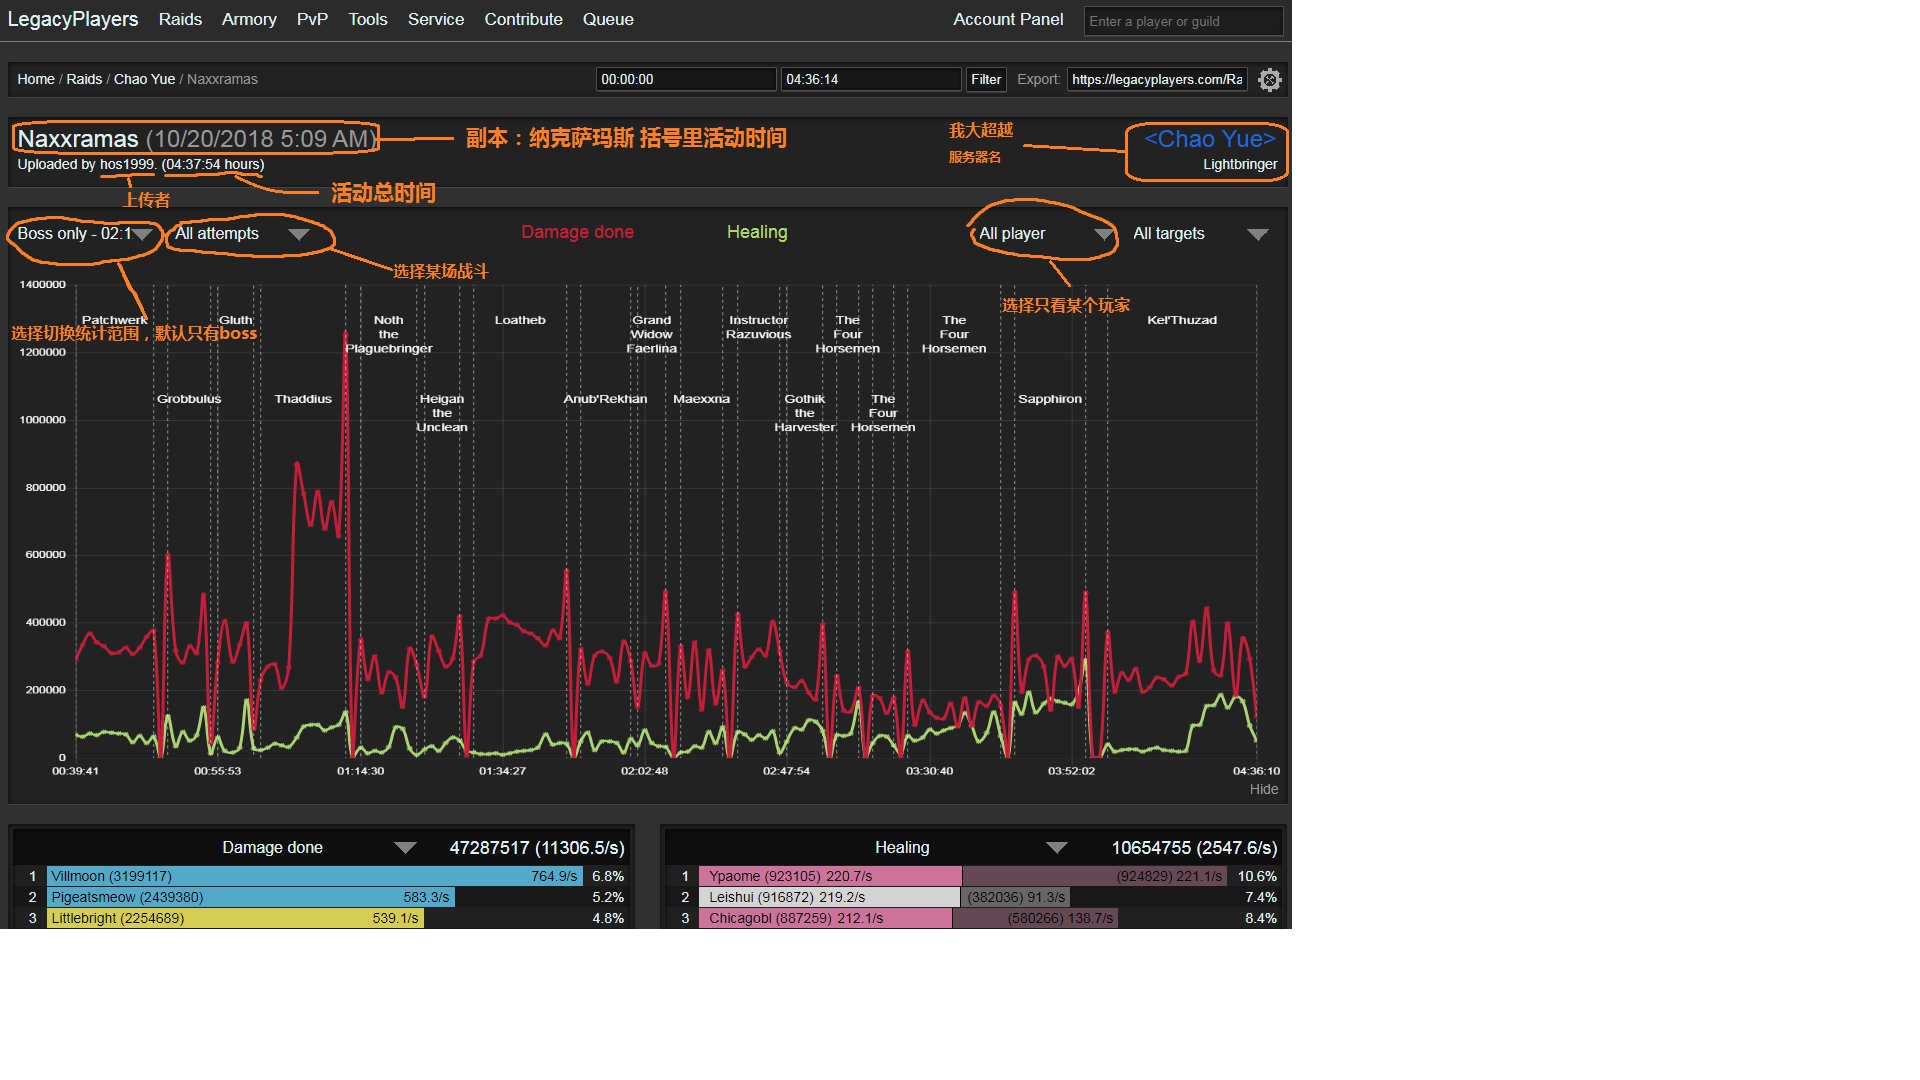 LegacyPlayers Raids Armory PvP Tools Service Contribute Queue Account Panel Enter a player or guild
Home / Raids / Chao Yue / Naxxramas 00:00:00 04:36:14 Filter Export: https://legacyplayers.com/Ra
Naxxramas (10/20/2018 5:09 AM) 副本：纳克萨玛斯 括号里活动时间 我大超越 <Chao Yue>
Uploaded by hos1999. (04:37:54 hours) 服务器名 Lightbringer
上传者 活动总时间
Boss only - 02:1 All attempts Damage done Healing All player All targets
选择某场战斗
选择只看某个玩家
选择切换统计范围，默认只有boss
1400000
1200000
1000000
800000
600000
400000
200000
0
Patchwerk
Grobbulus
Gluth
Thaddius
Noth
the
Plaguebringer
Heigan
the
Unclean
Loatheb
Anub'Rekhan
Grand
Widow
Faerlina
Maexxna
Instructor
Razuvious
Gothik
the
Harvester
The
Four
Horsemen
The
Four
Horsemen
The
Four
Horsemen
Sapphiron
Kel'Thuzad
00:39:41 00:55:53 01:14:30 01:34:27 02:02:48 02:47:54 03:30:40 03:52:02 04:36:10
Hide
Damage done 47287517 (11306.5/s)
1 Villmoon (3199117) 764.9/s 6.8%
2 Pigeatsmeow (2439380) 583.3/s 5.2%
3 Littlebright (2254689) 539.1/s 4.8%
Healing 10654755 (2547.6/s)
1 Ypaome (923105) 220.7/s (924829) 221.1/s 10.6%
2 Leishui (916872) 219.2/s (382036) 91.3/s 7.4%
3 Chicagobl (887259) 212.1/s (580266) 138.7/s 8.4%